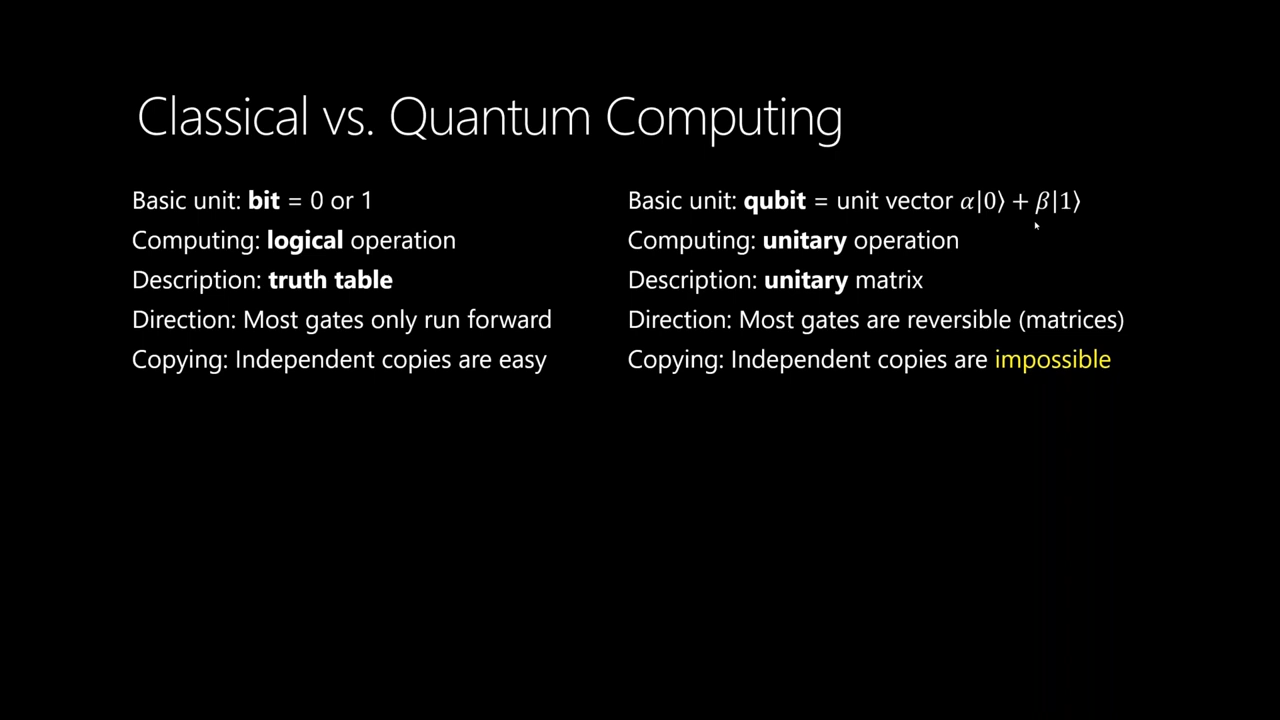 Classical vs. Quantum Computing
Basic unit: bit = 0 or 1
Computing: logical operation
Description: truth table
Direction: Most gates only run forward
Copying: Independent copies are easy
Basic unit: qubit = unit vector 𝛼|0⟩ + 𝛽|1⟩
Computing: unitary operation
Description: unitary matrix
Direction: Most gates are reversible (matrices)
Copying: Independent copies are impossible